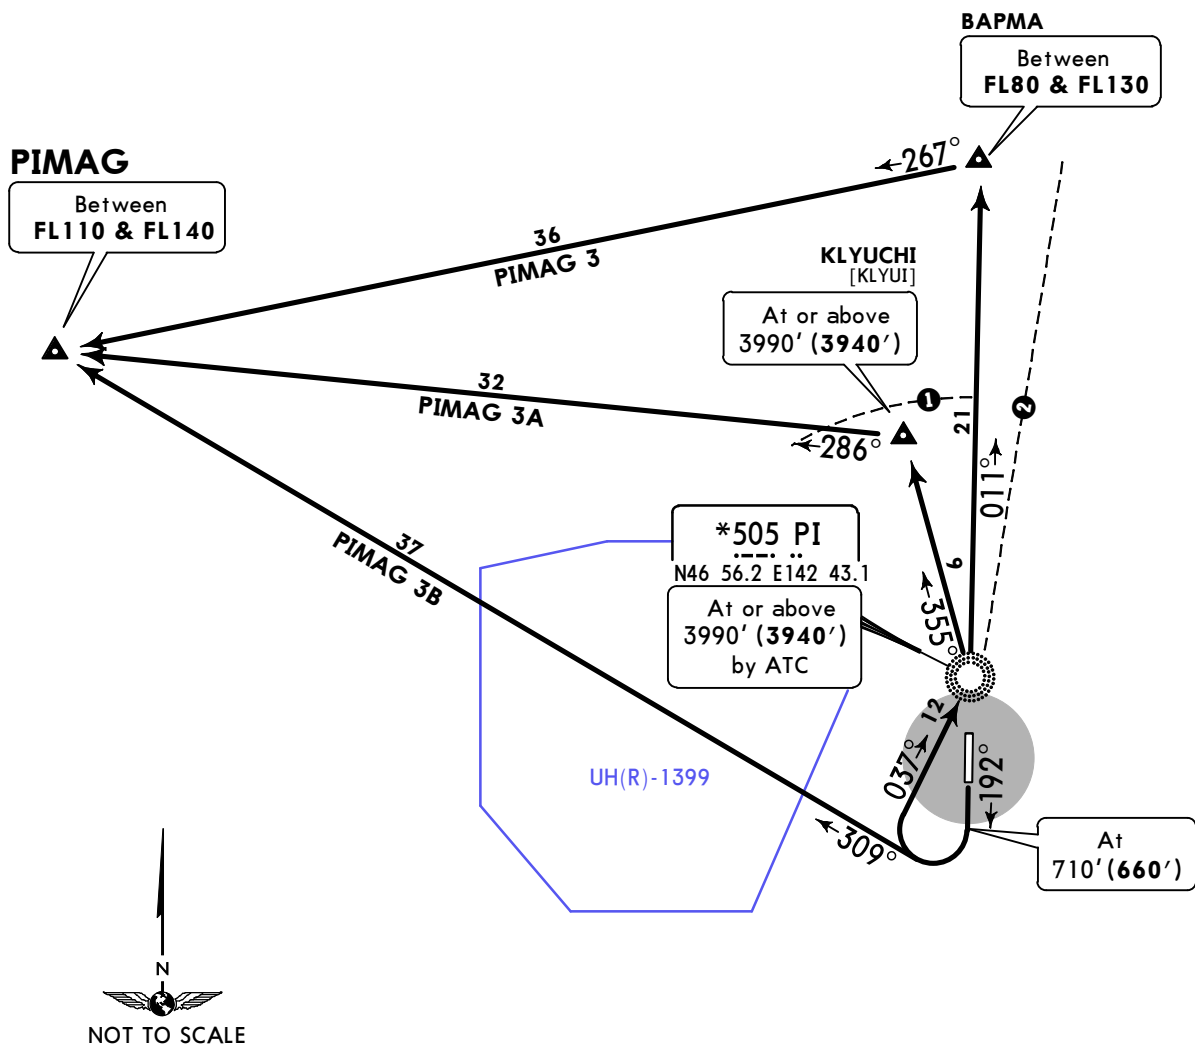 BAPMA
Between
FL80 & FL130
PIMAG
Between
FL110 & FL140
267°
36
PIMAG 3
KLYUCHI
[KLYUI]
At or above
3990' (3940')
32
PIMAG 3A
1
2
21
286°
011°
37
PIMAG 3B
*505 PI
N46 56.2 E142 43.1
6
At or above
3990' (3940')
by ATC
355°
12
037°
192°
UH(R)-1399
309°
At
710' (660')
N
NOT TO SCALE